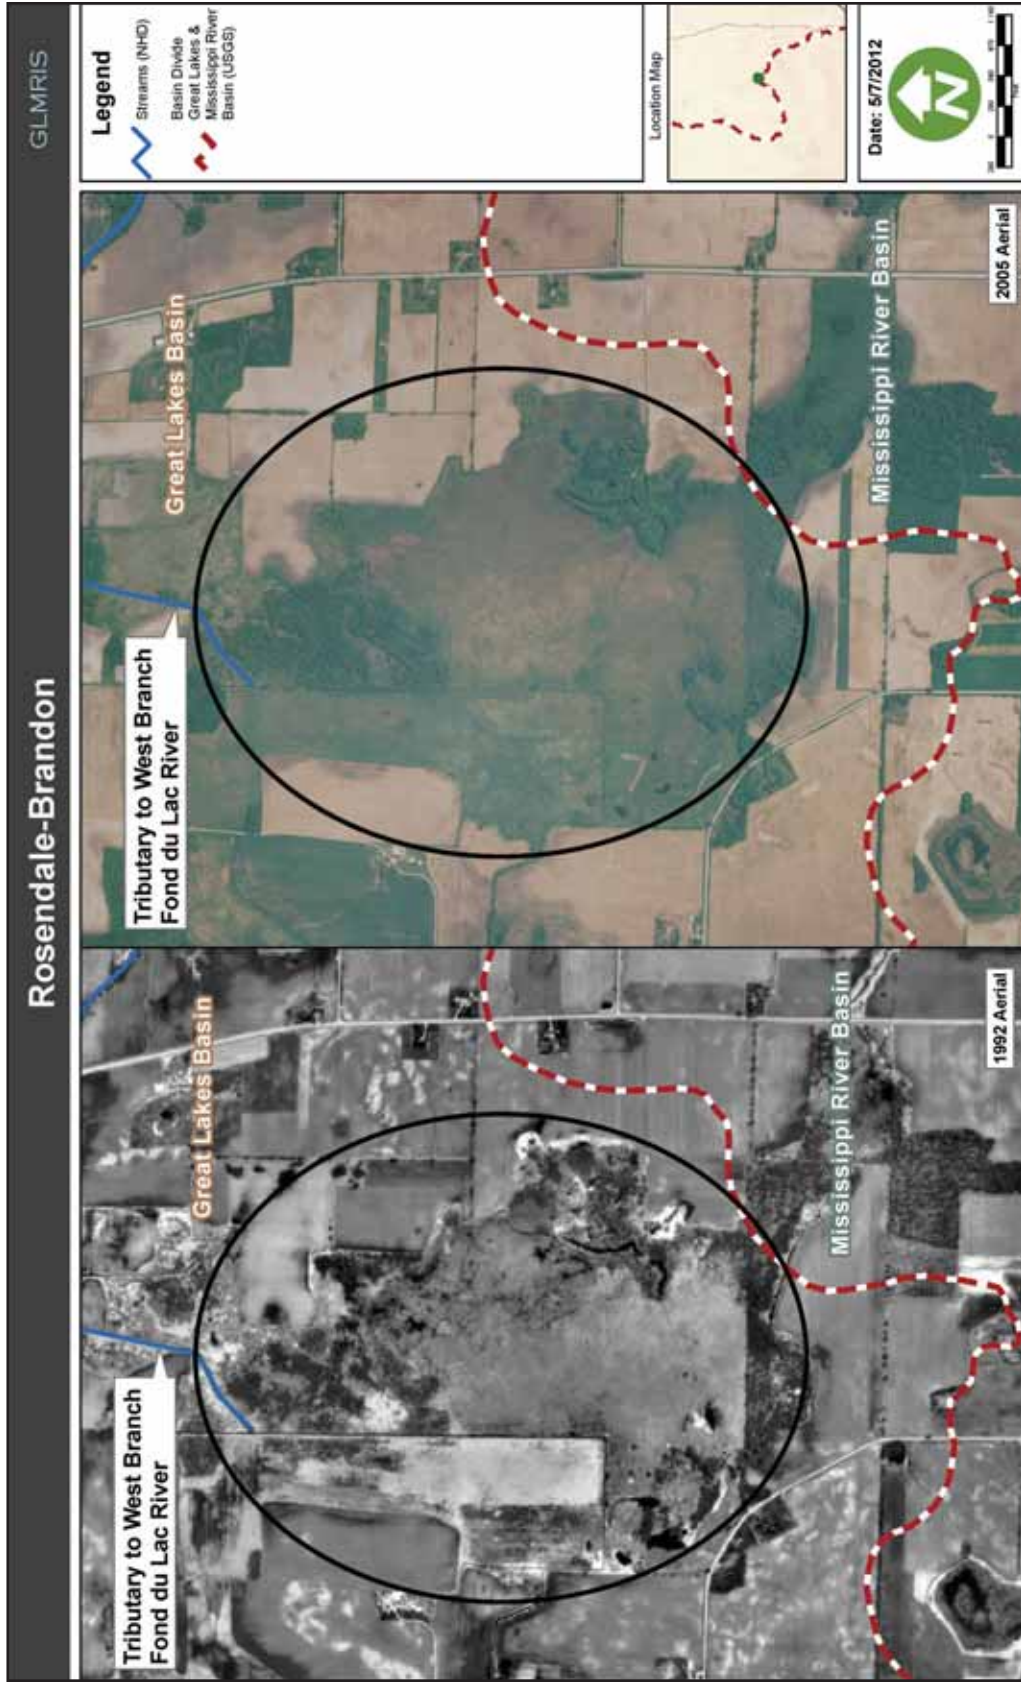 Rosendale-Brandon
GLMRIS
Tributary to West Branch
Fond du Lac River
Great Lakes Basin
Mississippi River Basin
1992 Aerial
Tributary to West Branch
Fond du Lac River
Great Lakes Basin
Mississippi River Basin
2005 Aerial
Legend
Streams (NHD)
Basin Divide
Great Lakes &
Mississippi River
Basin (USGS)
Location Map
Date: 5/7/2012
N